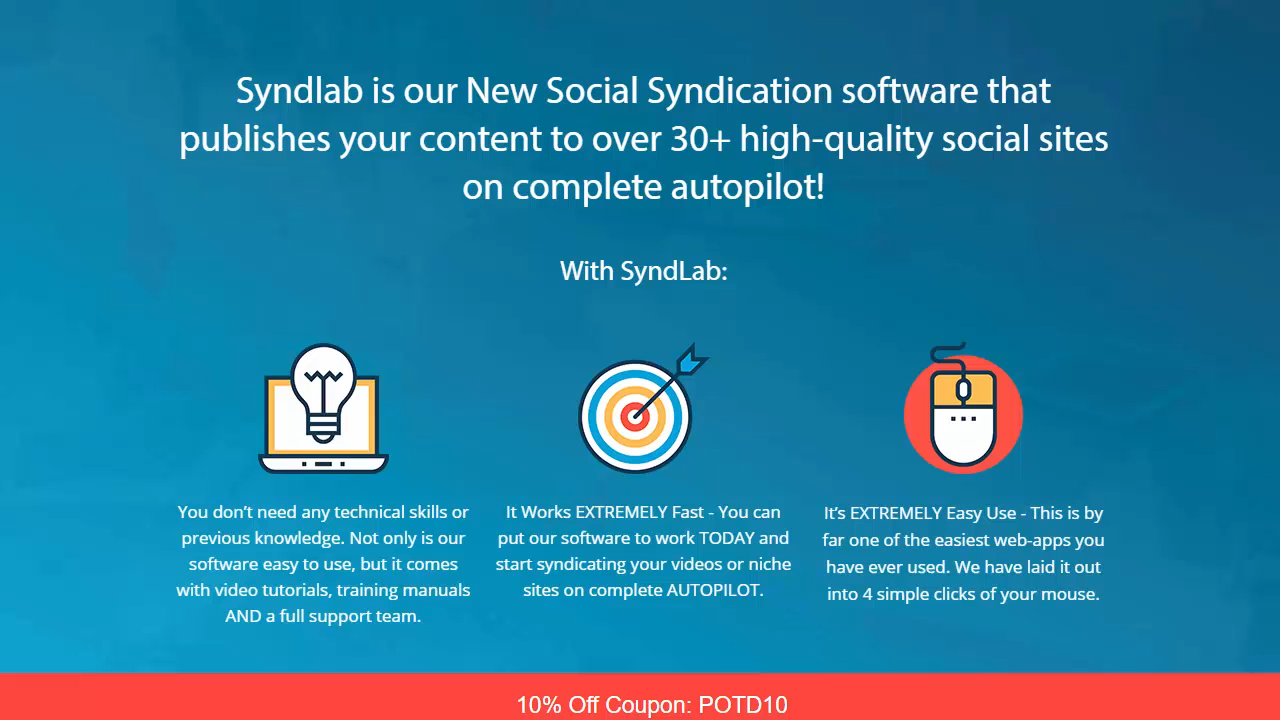 Syndlab is our New Social Syndication software that
publishes your content to over 30+ high-quality social sites
on complete autopilot!
With SyndLab:
You don't need any technical skills or
previous knowledge. Not only is our
software easy to use, but it comes
with video tutorials, training manuals
AND a full support team.
It Works EXTREMELY Fast - You can
put our software to work TODAY and
start syndicating your videos or niche
sites on complete AUTOPILOT.
It's EXTREMELY Easy Use - This is by
far one of the easiest web-apps you
have ever used. We have laid it out
into 4 simple clicks of your mouse.
10% Off Coupon: POTD10